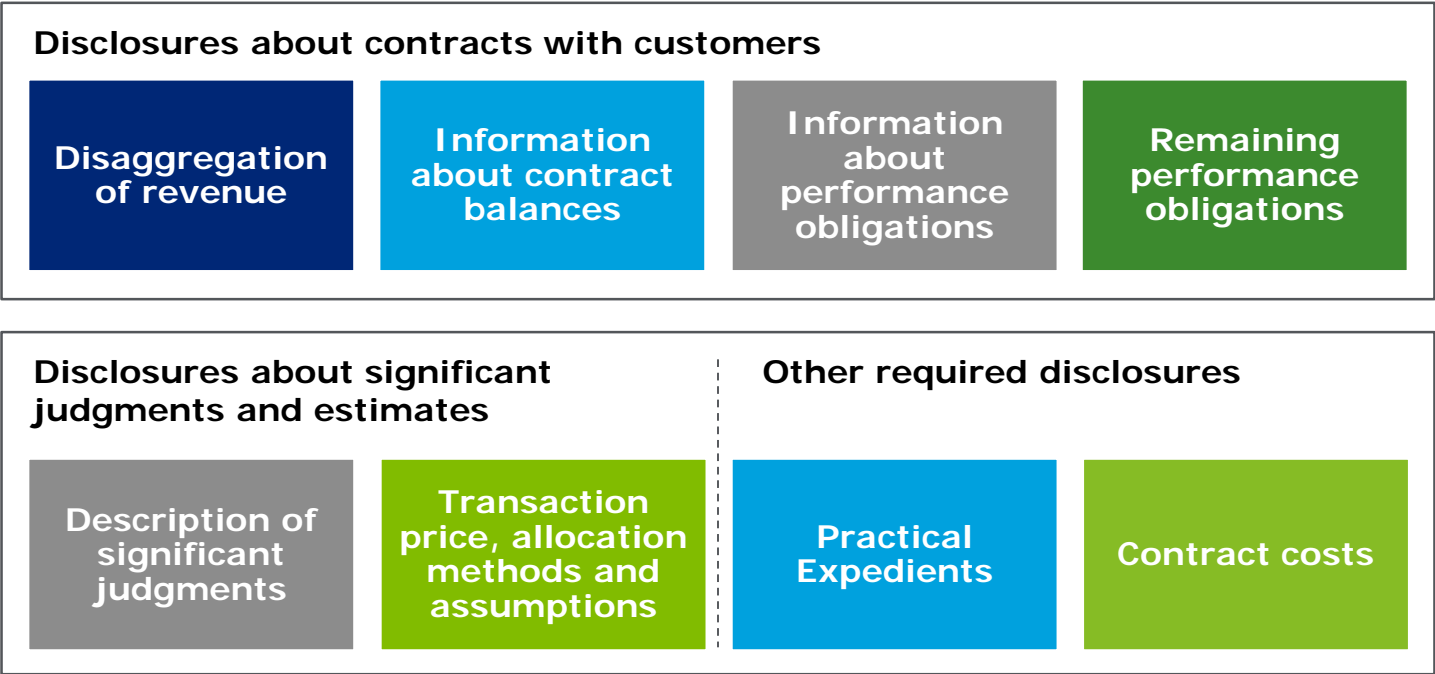 Disclosures about contracts with customers
Disaggregation
of revenue
Information
about contract
balances
Information
about
performance
obligations
Remaining
performance
obligations
Disclosures about significant
judgments and estimates
Description of
significant
judgments
Transaction
price, allocation
methods and
assumptions
Other required disclosures
Practical
Expedients
Contract costs